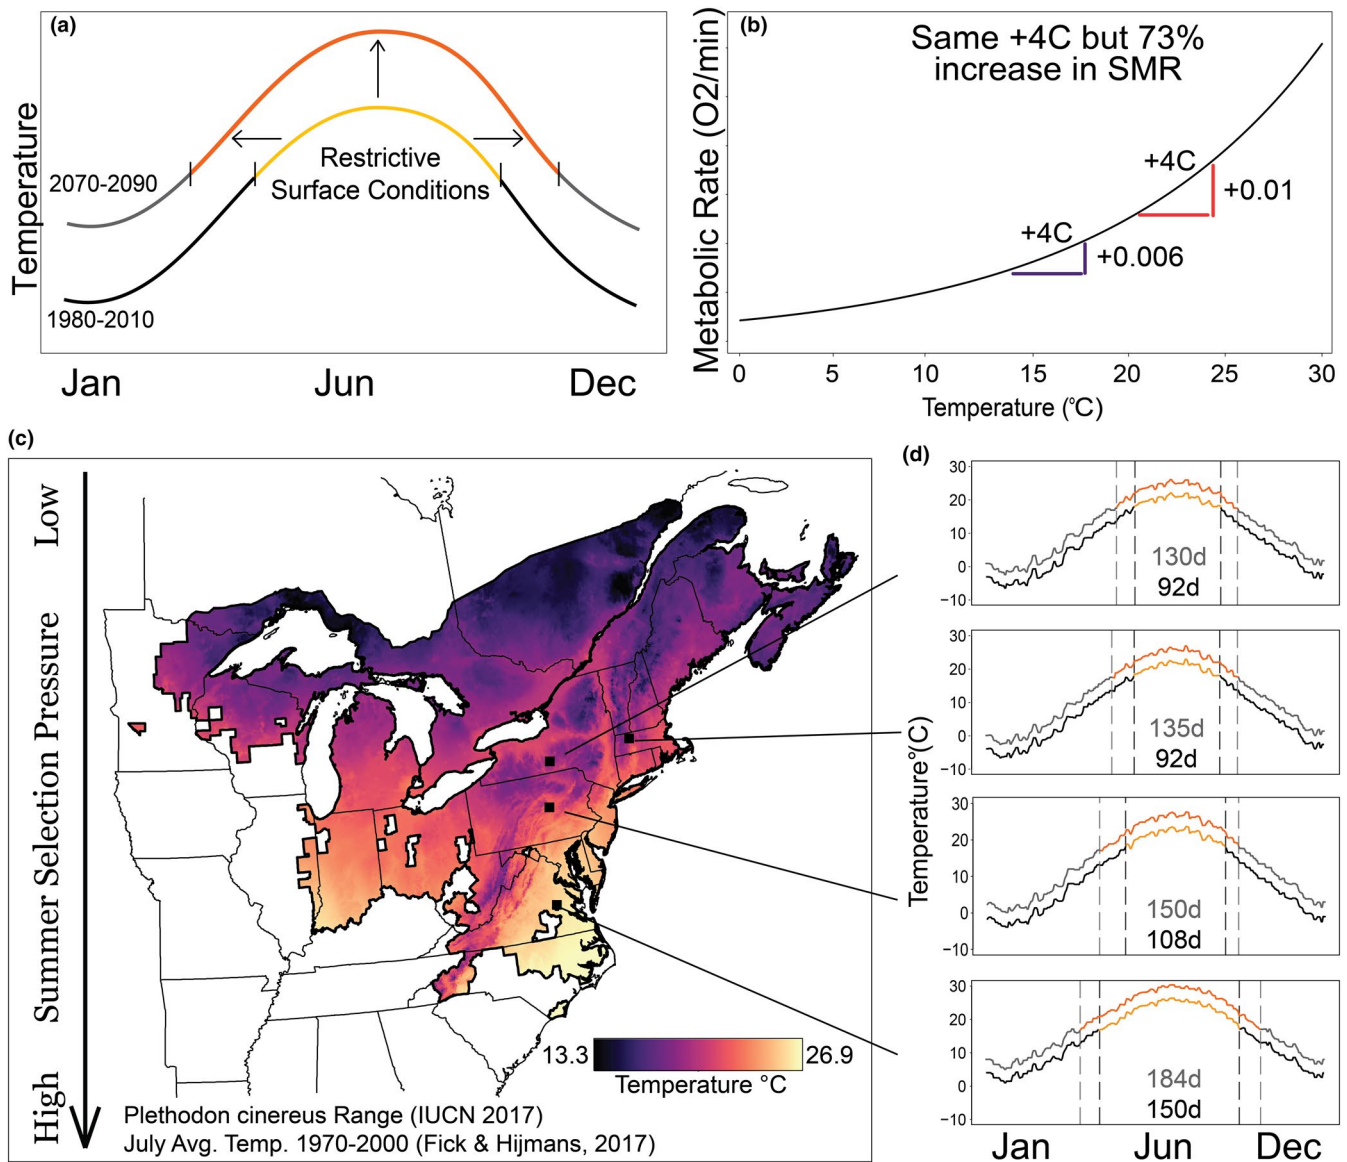 (a)
Temperature
2070-2090
Restrictive
Surface Conditions
1980-2010
Jan
Jun
Dec
(b)
Metabolic Rate (O2/min)
Same +4C but 73%
increase in SMR
+4C
+0.01
+4C
+0.006
0
5
10
15
20
25
30
Temperature (°C)
(c)
Low
Summer Selection Pressure
High
13.3
26.9
Temperature °C
Plethodon cinereus Range (IUCN 2017)
July Avg. Temp. 1970-2000 (Fick & Hijmans, 2017)
(d)
Temperature°(C)
30
20
10
0
−10
130d
92d
30
20
10
0
−10
135d
92d
30
20
10
0
−10
150d
108d
30
20
10
0
−10
184d
150d
Jan
Jun
Dec